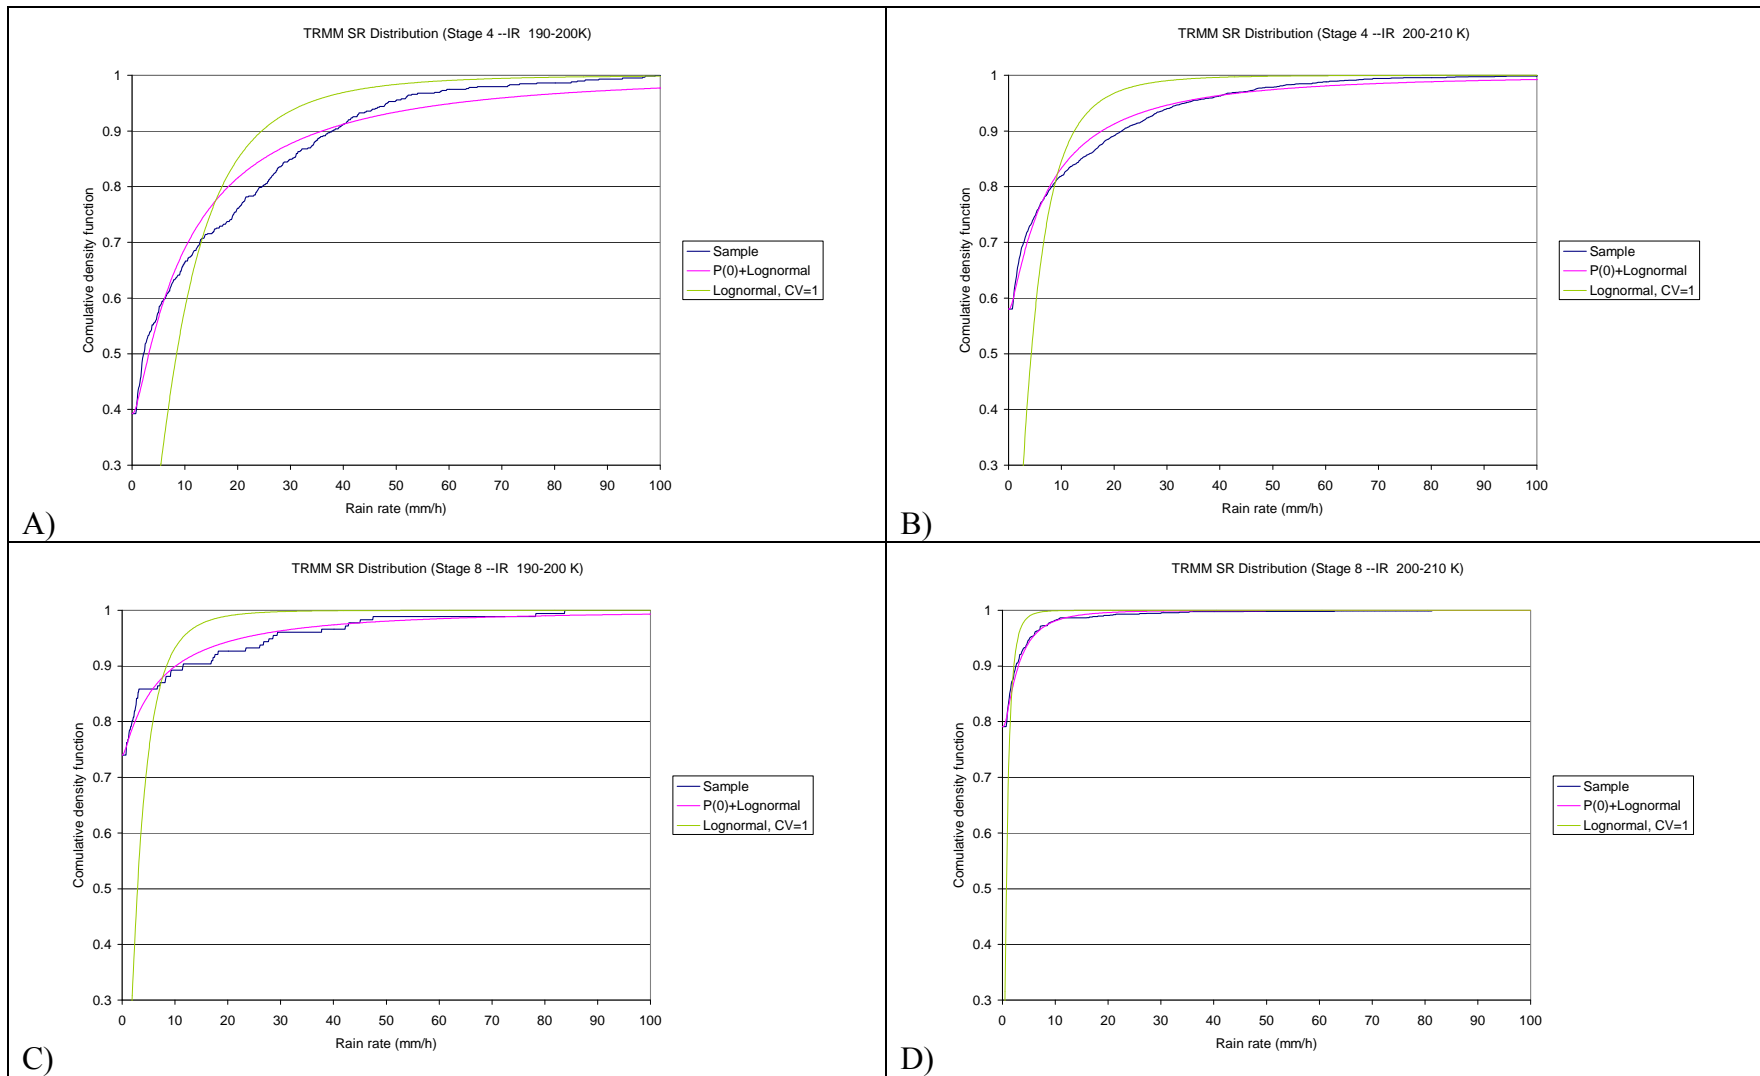 TRMM SR Distribution (Stage 4 --IR 190-200K)
1
0.9
0.8
0.7
0.6
0.5
0.4
0.3
0 10 20 30 40 50 60 70 80 90 100
Comulative density function
Rain rate (mm/h)
Sample
P(0)+Lognormal
Lognormal, CV=1
A)
TRMM SR Distribution (Stage 4 --IR 200-210 K)
1
0.9
0.8
0.7
0.6
0.5
0.4
0.3
0 10 20 30 40 50 60 70 80 90 100
Comulative density function
Rain rate (mm/h)
Sample
P(0)+Lognormal
Lognormal, CV=1
B)
TRMM SR Distribution (Stage 8 --IR 190-200 K)
1
0.9
0.8
0.7
0.6
0.5
0.4
0.3
0 10 20 30 40 50 60 70 80 90 100
Comulative density function
Rain rate (mm/h)
Sample
P(0)+Lognormal
Lognormal, CV=1
C)
TRMM SR Distribution (Stage 8 --IR 200-210 K)
1
0.9
0.8
0.7
0.6
0.5
0.4
0.3
0 10 20 30 40 50 60 70 80 90 100
Comulative density function
Rain rate (mm/h)
Sample
P(0)+Lognormal
Lognormal, CV=1
D)